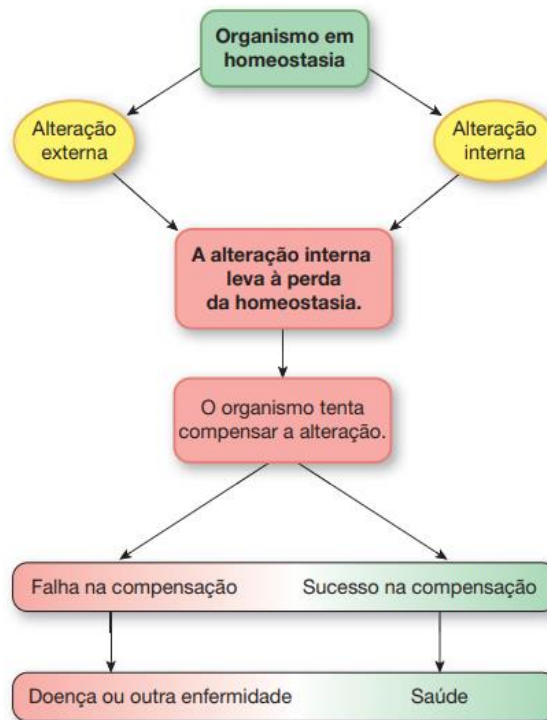 Organismo em
homeostasia
Alteração
externa
Alteração
interna
A alteração interna
leva à perda
da homeostasia.
O organismo tenta
compensar a alteração.
Falha na compensação
Sucesso na compensação
Doença ou outra enfermidade
Saúde